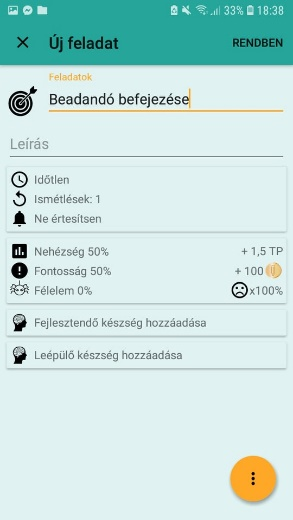 33% 18:38
Új feladat RENDBEN
Feladatok
Beadandó befejezése
Leírás
Időtlen
Ismétlések: 1
Ne értesítsen
Nehézség 50% + 1,5 TP
Fontosság 50% + 100
Félelem 0% x100%
Fejlesztendő készség hozzáadása
Leépülő készség hozzáadása